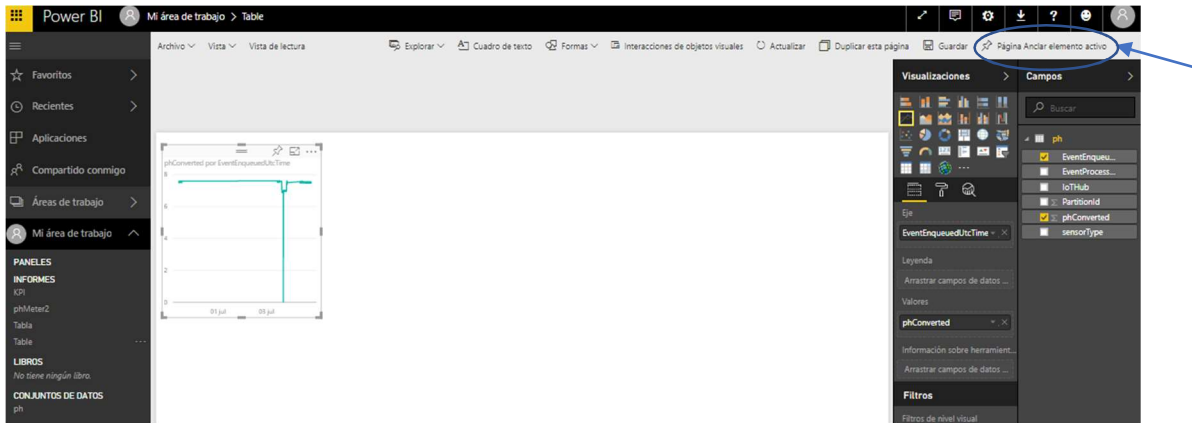 Power BI
Mi área de trabajo > Table
Archivo Vista Vista de lectura
Explorar Cuadro de texto Formas Interacciones de objetos visuales Actualizar Duplicar esta página Guardar Página Anclar elemento activo
Favoritos
Recientes
Aplicaciones
Compartido conmigo
Áreas de trabajo
Mi área de trabajo
PANELES
INFORMES
KPI
phMeter2
Tabla
Table
LIBROS
No tiene ningún libro.
CONJUNTOS DE DATOS
ph
phConverted por EventEnqueuedUtcTime
8
6
4
2
0
01 jul 03 jul
Visualizaciones
Eje
EventEnqueuedUtcTime
Leyenda
Arrastrar campos de datos ...
Valores
phConverted
Información sobre herramient...
Arrastrar campos de datos ...
Filtros
Filtros de nivel visual
Campos
Buscar
ph
EventEnqueu...
EventProcess...
IoTHub
PartitionId
phConverted
sensorType